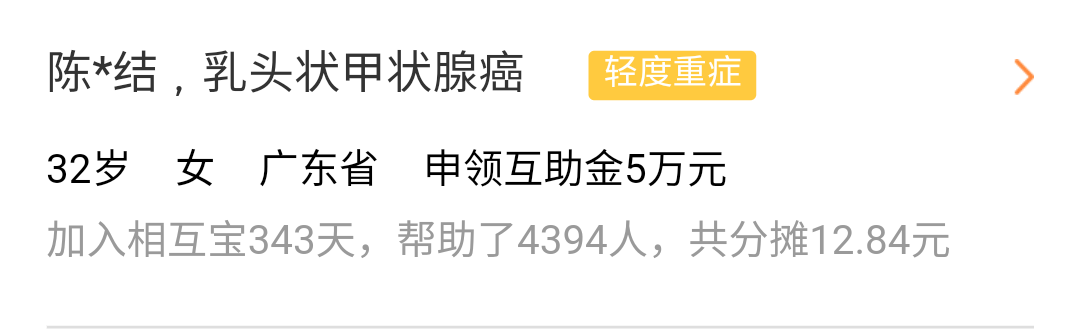 陈*结，乳头状甲状腺癌 轻度重症
32岁 女 广东省 申领互助金5万元
加入相互宝343天，帮助了4394人，共分摊12.84元